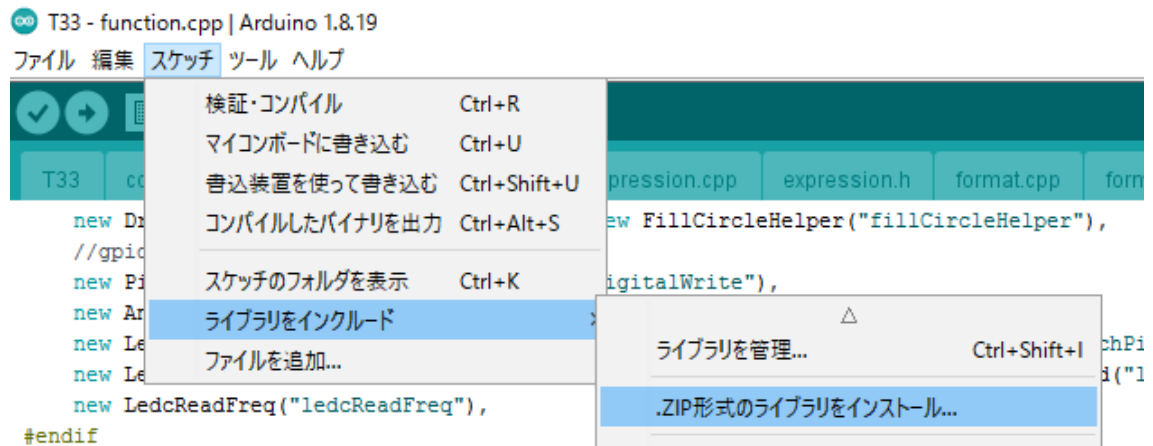 T33 - function.cpp | Arduino 1.8.19
ファイル 編集 スケッチ ツール ヘルプ
検証・コンパイル Ctrl+R
マイコンボードに書き込む Ctrl+U
T33
書込装置を使って書き込む Ctrl+Shift+U
pression.cpp expression.h format.cpp form
new Dr
コンパイルしたバイナリを出力 Ctrl+Alt+S
ew FillCircleHelper("fillCircleHelper"),
//gpio
new Pi
スケッチのフォルダを表示 Ctrl+K
igitalWrite"),
new An
ライブラリをインクルード
new Le
ライブラリを管理... Ctrl+Shift+I
chPi
ファイルを追加...
new Le
i("l
new LedcReadFreq("ledcReadFreq"),
.ZIP形式のライブラリをインストール...
#endif